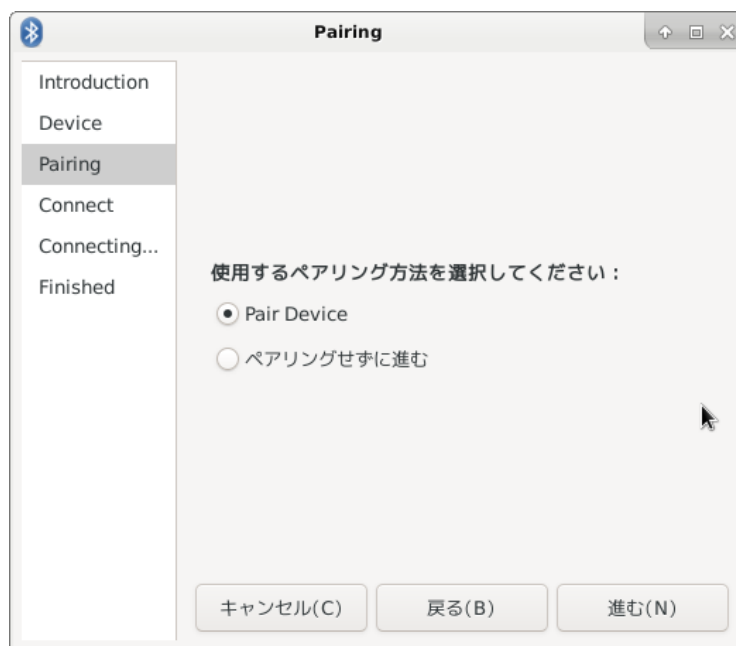 Pairing
Introduction
Device
Pairing
Connect
Connecting...
Finished
使用するペアリング方法を選択してください：
Pair Device
ペアリングせずに進む
キャンセル(C)
戻る(B)
進む(N)